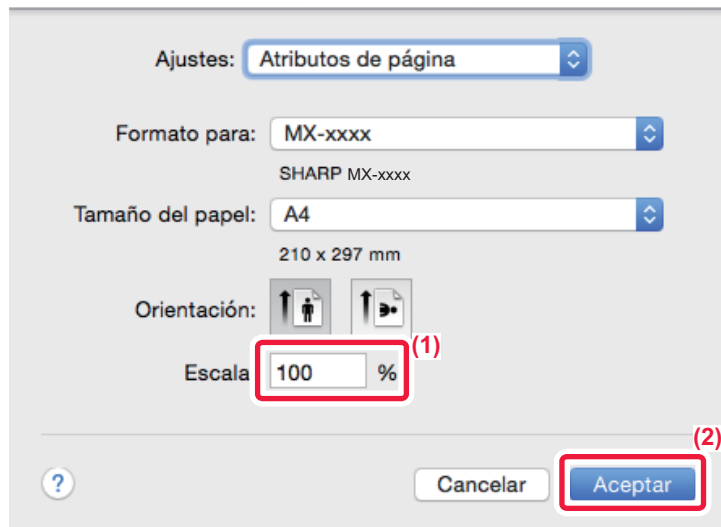 Ajustes: Atributos de página
Formato para: MX-xxxx
SHARP MX-xxxx
Tamaño del papel: A4
210 x 297 mm
Orientación:
(1)
Escala 100 %
(2)
? Cancelar Aceptar